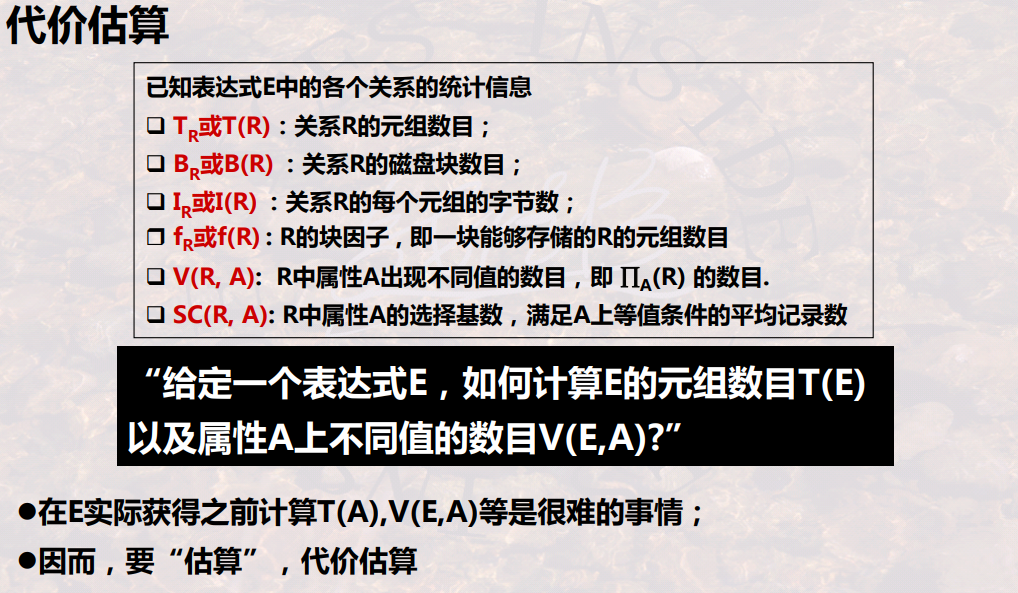 代价估算
已知表达式E中的各个关系的统计信息
❑ TR或T(R)：关系R的元组数目；
❑ BR或B(R) ：关系R的磁盘块数目；
❑ IR或I(R) ：关系R的每个元组的字节数；
❐ fR或f(R)：R的块因子，即一块能够存储的R的元组数目
❑ V(R, A): R中属性A出现不同值的数目，即 ∏A(R) 的数目.
❑ SC(R, A): R中属性A的选择基数，满足A上等值条件的平均记录数
“给定一个表达式E，如何计算E的元组数目T(E)
以及属性A上不同值的数目V(E,A)?”
●在E实际获得之前计算T(A),V(E,A)等是很难的事情；
●因而，要“估算”，代价估算